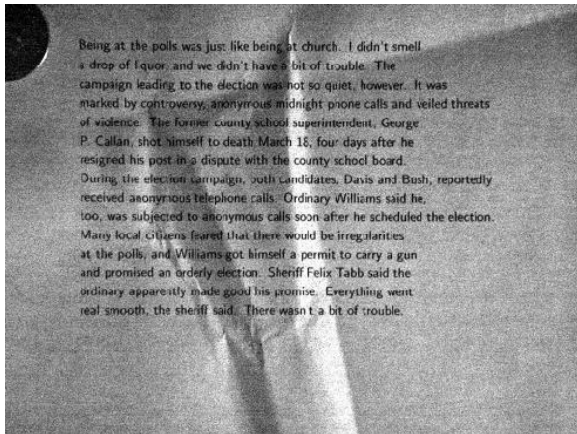 Being at the polls was just like being at church. I didn't smell
a drop of liquor, and we didn't have a bit of trouble. The
campaign leading to the election was not so quiet, however. It was
marked by controversy, anonymous midnight phone calls and veiled threats
of violence. The former county school superintendent, George
P. Callan, shot himself to death March 18, four days after he
resigned his post in a dispute with the county school board.
During the election campaign, both candidates, Davis and Bush, reportedly
received anonymous telephone calls. Ordinary Williams said he,
too, was subjected to anonymous calls soon after he scheduled the election.
Many local citizens feared that there would be irregularities
at the polls, and Williams got himself a permit to carry a gun
and promised an orderly election. Sheriff Felix Tabb said the
ordinary apparently made good his promise. Everything went
real smooth, the sheriff said. There wasn t a bit of trouble.